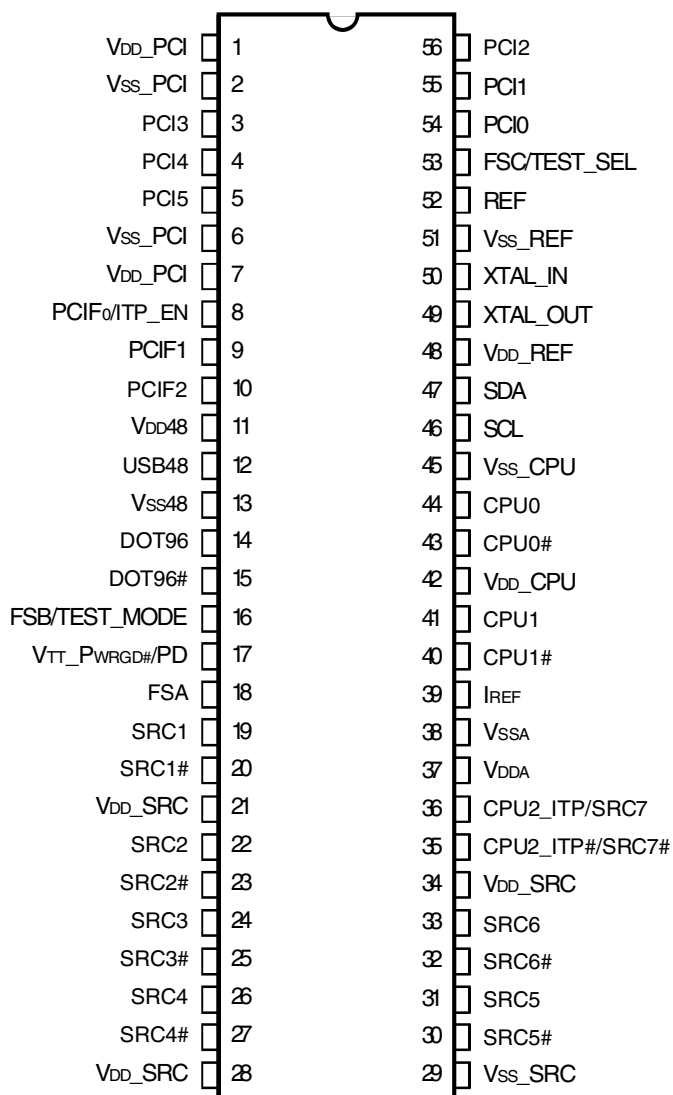 VDD_PCI 1 56 PCI2
VSS_PCI 2 55 PCI1
PCI3 3 54 PCI0
PCI4 4 53 FSC/TEST_SEL
PCI5 5 52 REF
VSS_PCI 6 51 VSS_REF
VDD_PCI 7 50 XTAL_IN
PCIF0/ITP_EN 8 49 XTAL_OUT
PCIF1 9 48 VDD_REF
PCIF2 10 47 SDA
VDD48 11 46 SCL
USB48 12 45 VSS_CPU
VSS48 13 44 CPU0
DOT96 14 43 CPU0#
DOT96# 15 42 VDD_CPU
FSB/TEST_MODE 16 41 CPU1
VTT_PWRGD#/PD 17 40 CPU1#
FSA 18 39 IREF
SRC1 19 38 VSSA
SRC1# 20 37 VDDA
VDD_SRC 21 36 CPU2_ITP/SRC7
SRC2 22 35 CPU2_ITP#/SRC7#
SRC2# 23 34 VDD_SRC
SRC3 24 33 SRC6
SRC3# 25 32 SRC6#
SRC4 26 31 SRC5
SRC4# 27 30 SRC5#
VDD_SRC 28 29 VSS_SRC